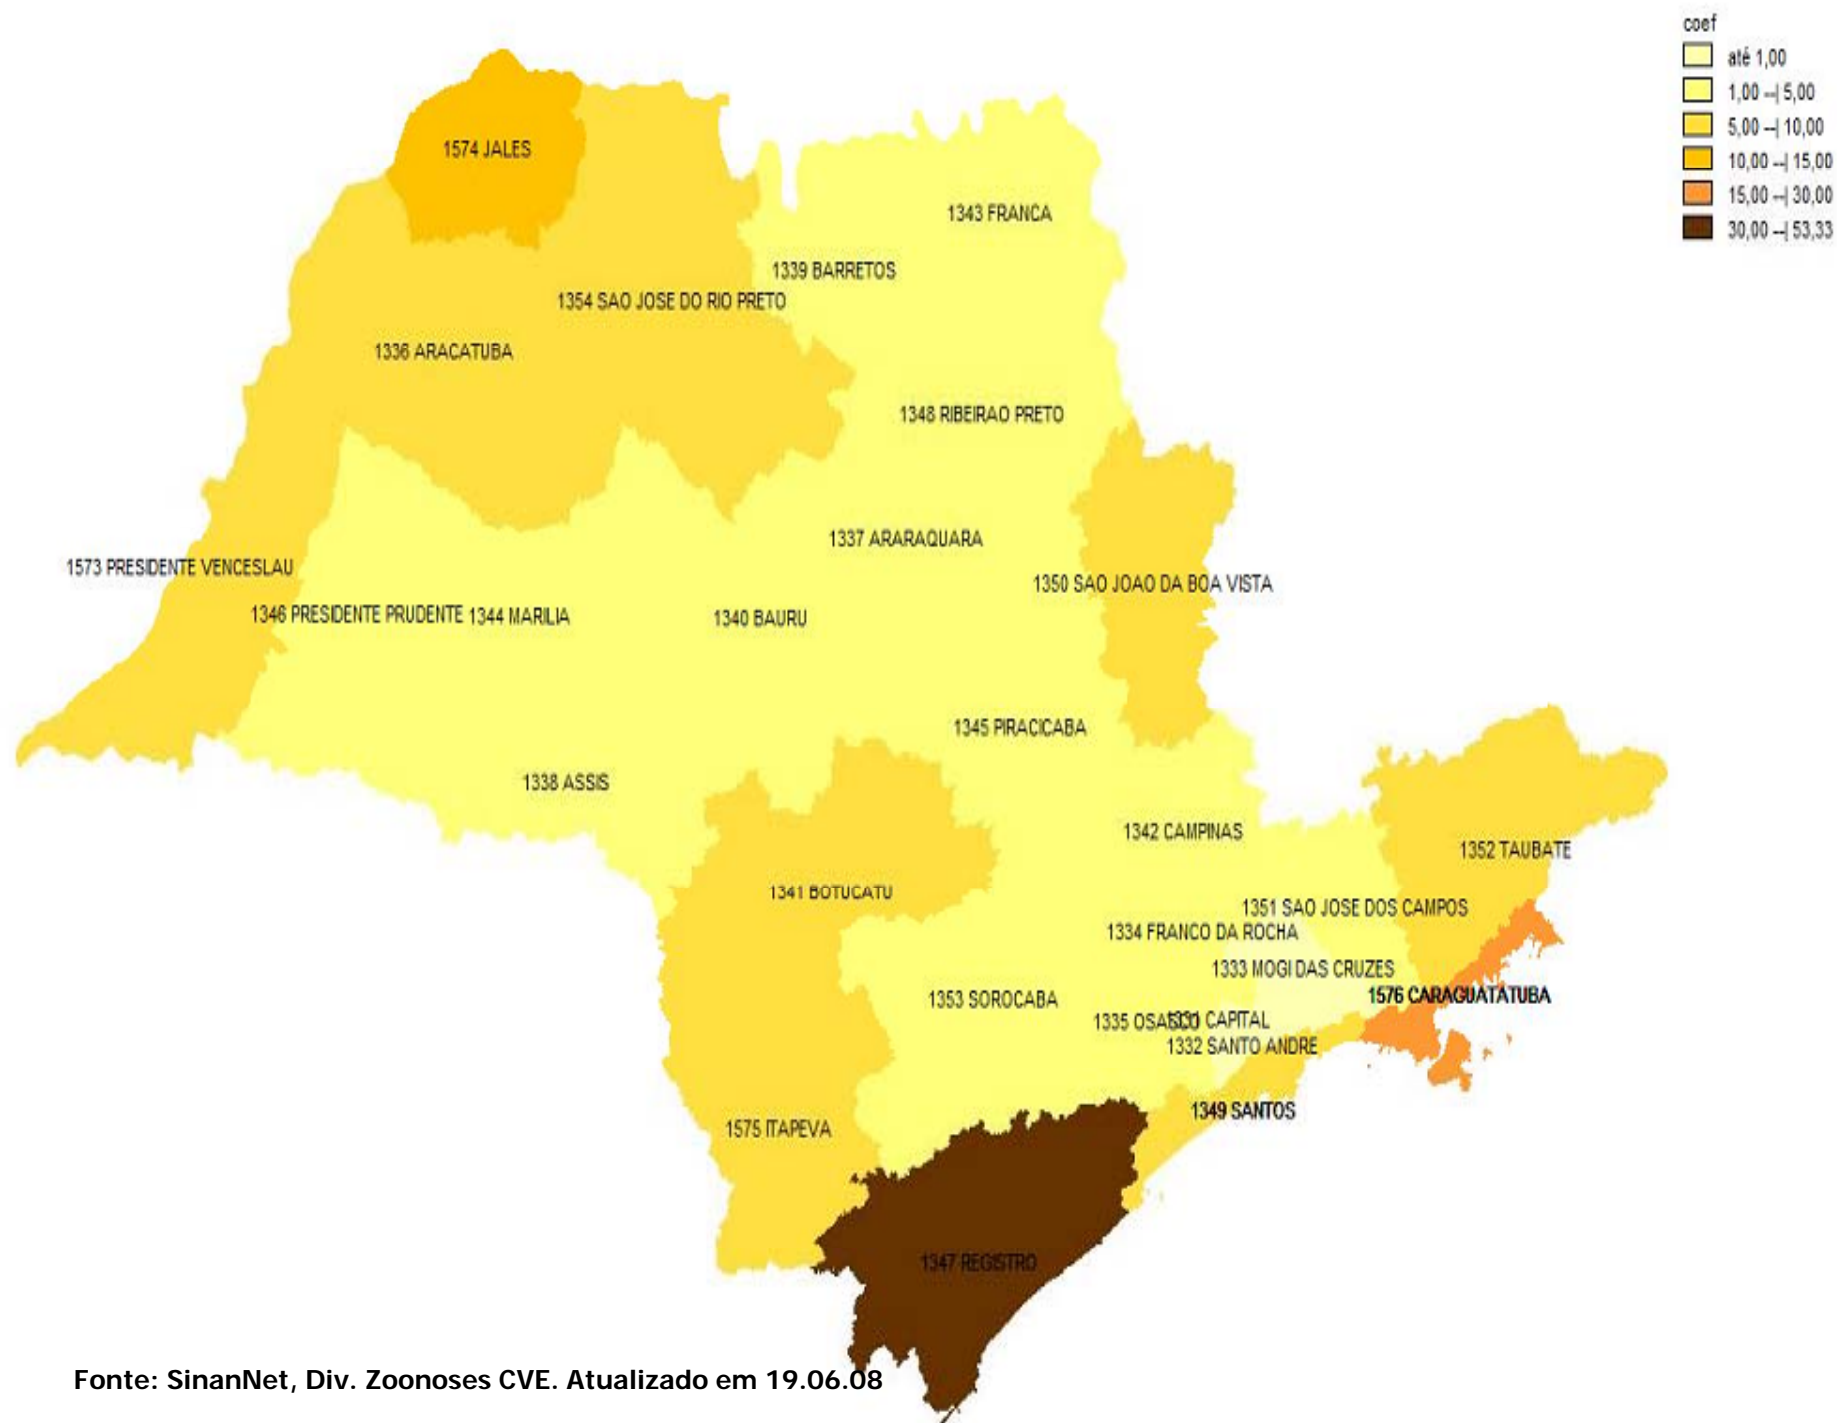 coef
até 1,00
1,00 --| 5,00
5,00 --| 10,00
10,00 --| 15,00
15,00 --| 30,00
30,00 --| 53,33
1574 JALES
1343 FRANCA
1339 BARRETOS
1354 SAO JOSE DO RIO PRETO
1336 ARACATUBA
1348 RIBEIRAO PRETO
1337 ARARAQUARA
1573 PRESIDENTE VENCESLAU
1350 SAO JOAO DA BOA VISTA
1346 PRESIDENTE PRUDENTE
1344 MARILIA
1340 BAURU
1345 PIRACICABA
1338 ASSIS
1342 CAMPINAS
1352 TAUBATE
1341 BOTUCATU
1351 SAO JOSE DOS CAMPOS
1334 FRANCO DA ROCHA
1333 MOGI DAS CRUZES
1576 CARAGUATATUBA
1353 SOROCABA
1335 OSASCO
1331 CAPITAL
1332 SANTO ANDRE
1349 SANTOS
1575 ITAPEVA
1347 REGISTRO
Fonte: SinanNet, Div. Zoonoses CVE. Atualizado em 19.06.08